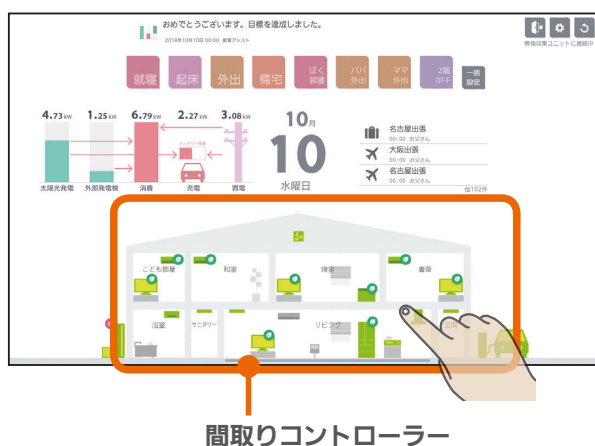 おめでとうございます。目標を達成しました。
2018年10月10日 00:00 節電アシスト
情報収集ユニットに接続中
就寝
起床
外出
帰宅
ぼく
就寝
パパ
外出
ママ
外出
2階
OFF
一括
設定
4.73kW
1.25kW
6.79kW
2.27kW
3.08kW
太陽光発電
外部発電機
消費
充電
買電
10月
10
水曜日
名古屋出張
00:00 お父さん
大阪出張
00:00 お父さん
名古屋出張
00:00 お父さん
他102件
こども部屋
和室
寝室
書斎
浴室
サニタリー
リビング
間取りコントローラー